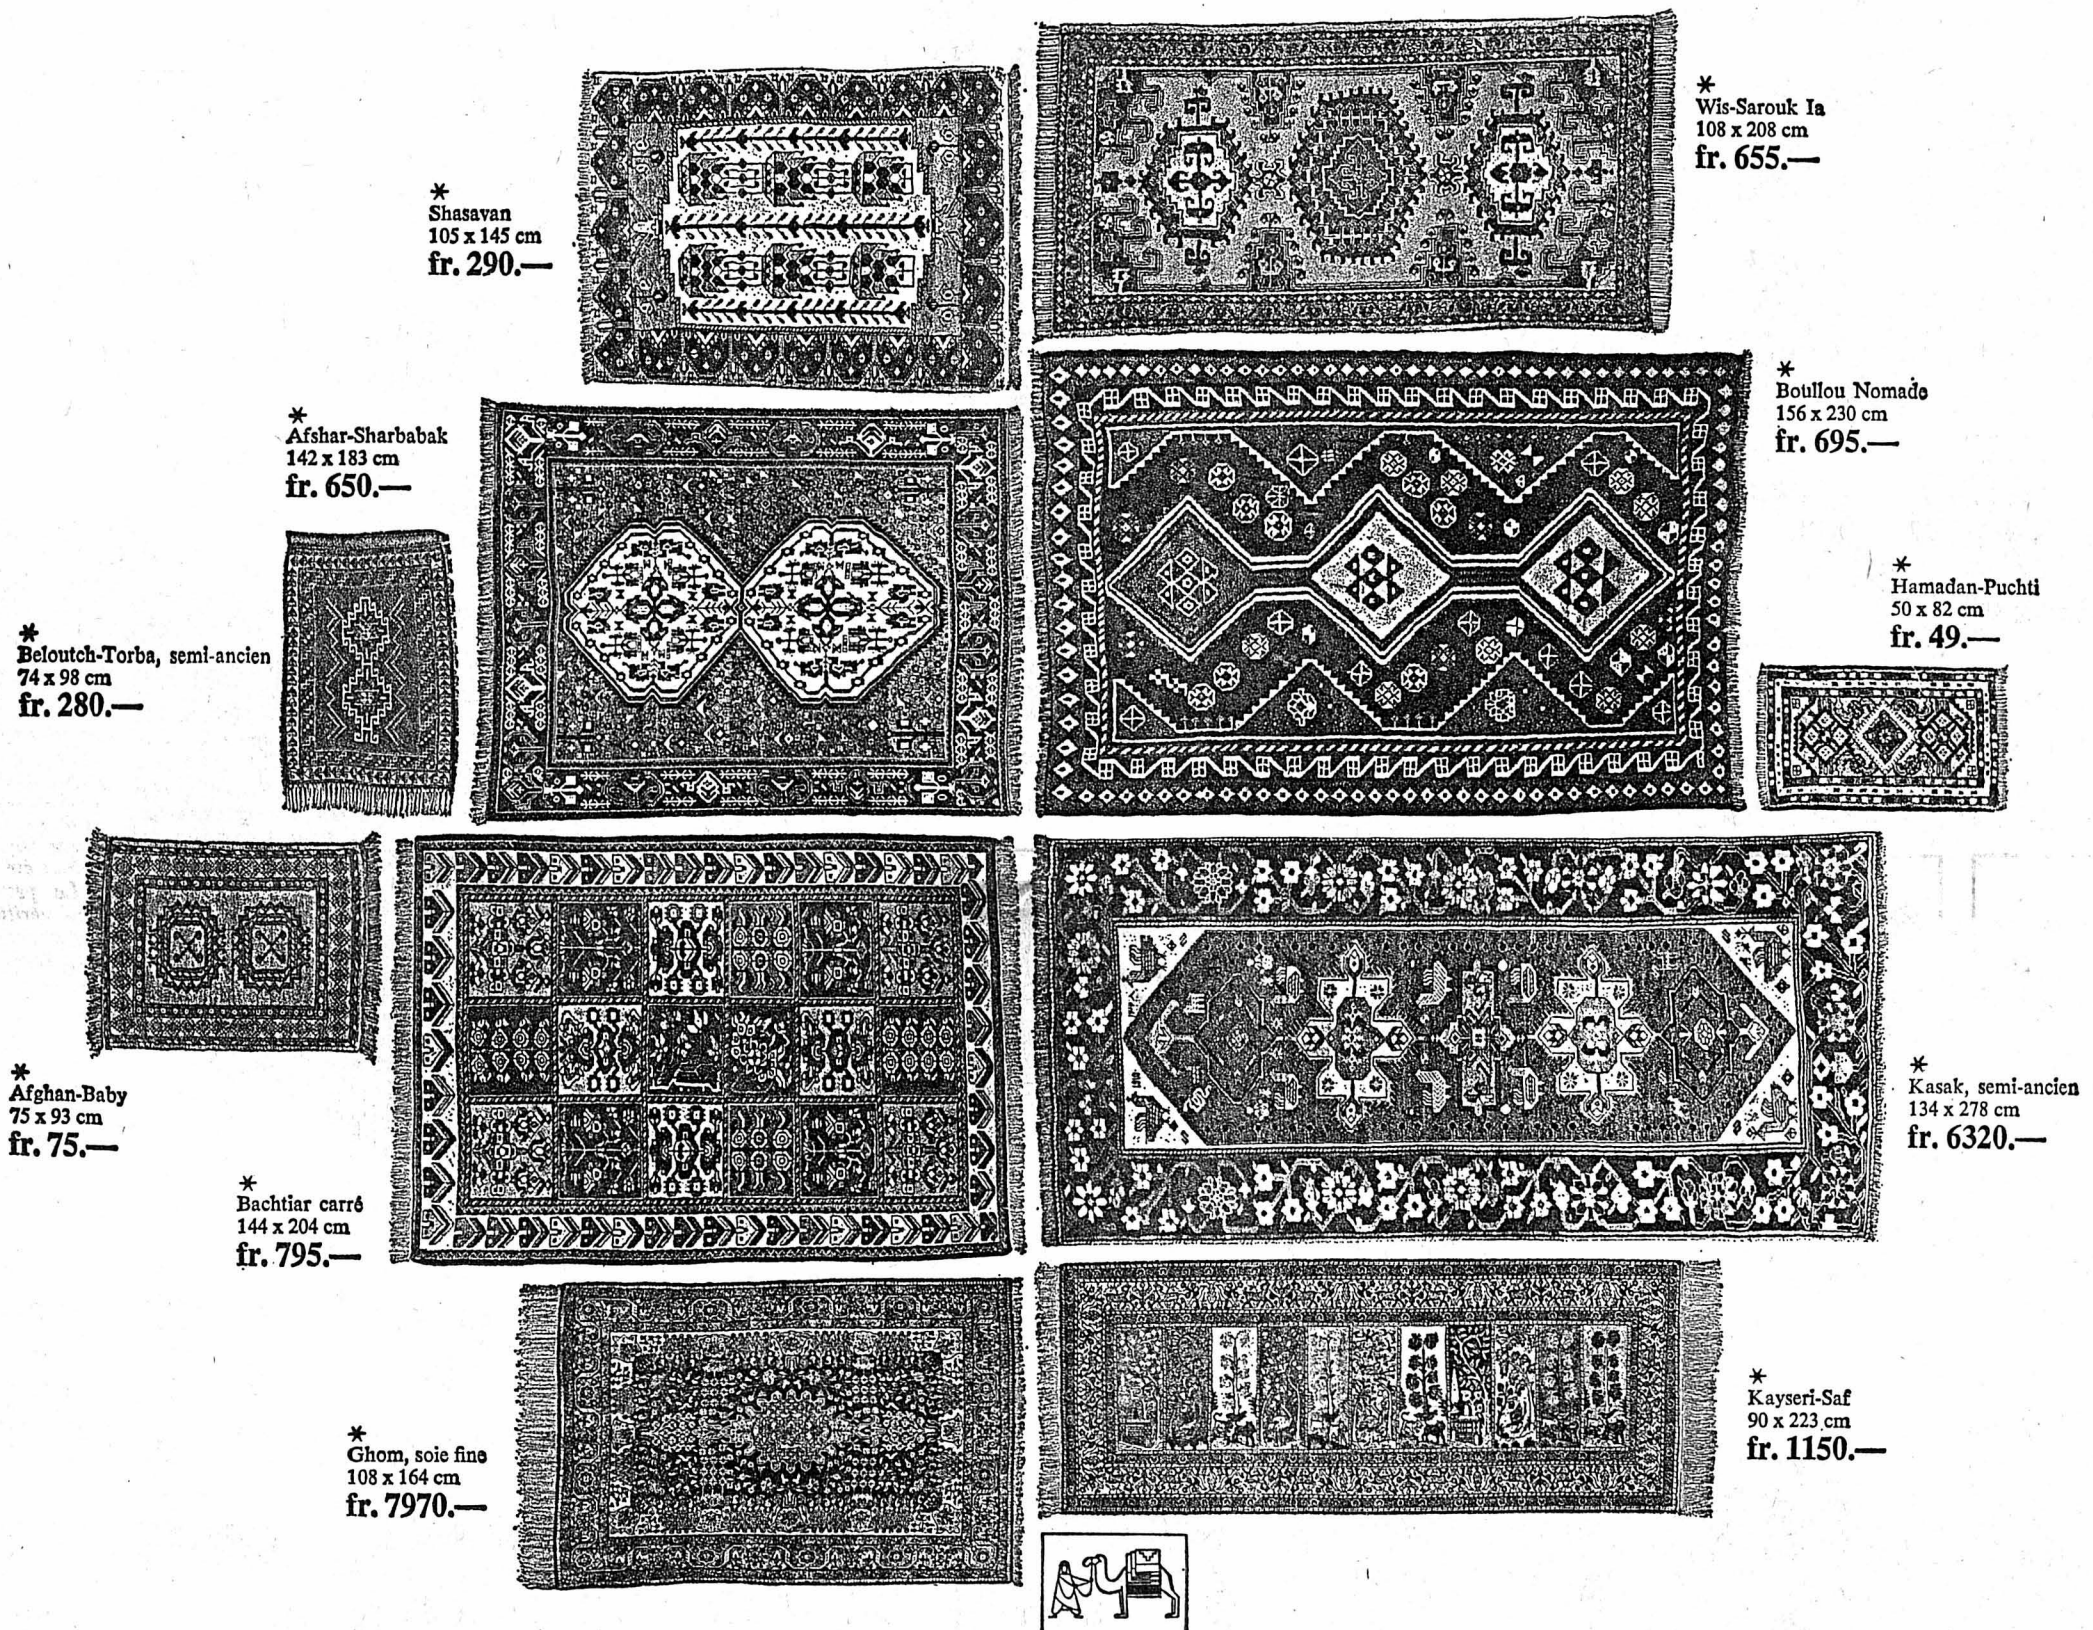 *
Wis-Sarouk Ia
108 x 208 cm
fr. 655.—
*
Shasavan
105 x 145 cm
fr. 290.—
*
Boullou Nomade
156 x 230 cm
fr. 695.—
*
Afshar-Sharbabak
142 x 183 cm
fr. 650.—
*
Hamadan-Puchti
50 x 82 cm
fr. 49.—
*
Beloutch-Torba, semi-ancien
74 x 98 cm
fr. 280.—
*
Afghan-Baby
75 x 93 cm
fr. 75.—
*
Kasak, semi-ancien
134 x 278 cm
fr. 6320.—
*
Bachtiar carré
144 x 204 cm
fr. 795.—
*
Kayseri-Saf
90 x 223 cm
fr. 1150.—
*
Ghom, soie fine
108 x 164 cm
fr. 7970.—